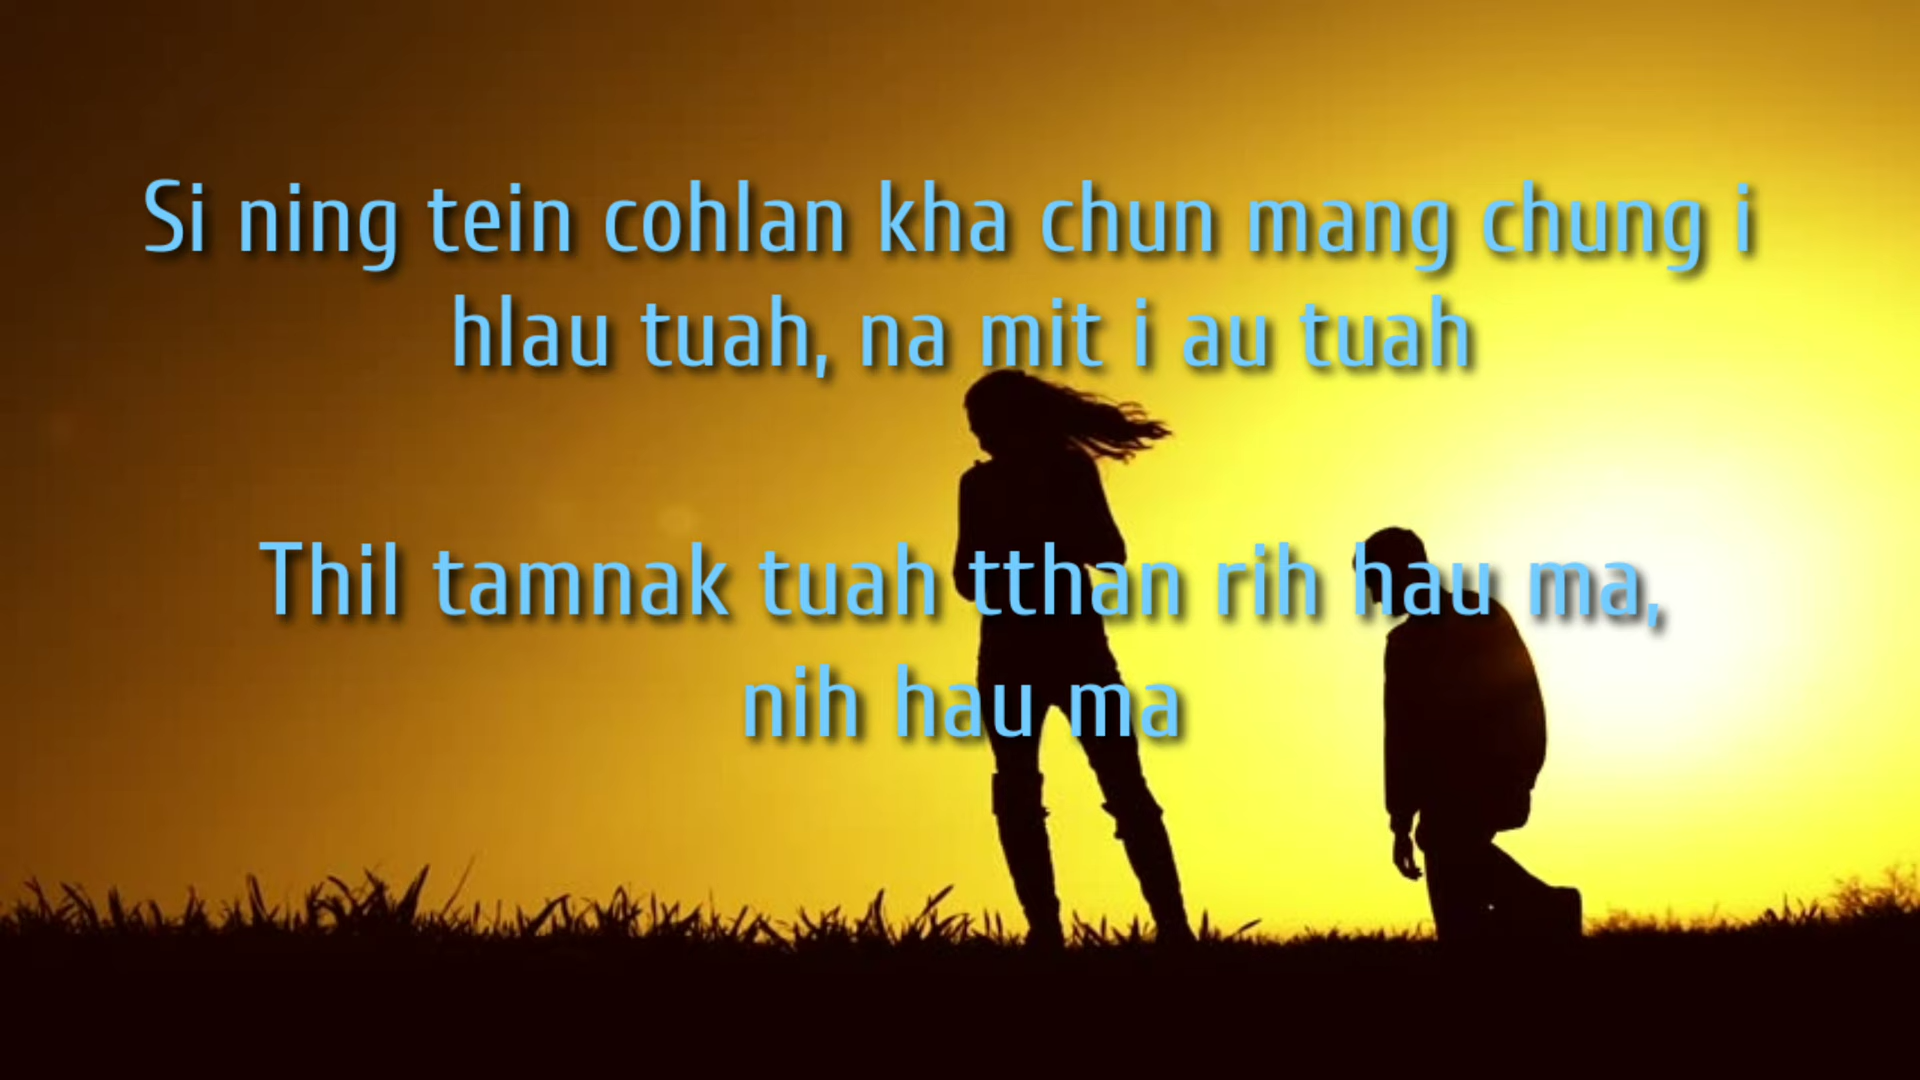 Si ning tein cohlan kha chun mang chung i
hlau tuah, na mit i au tuah
Thil tamnak tuah tthan rih hau ma,
nih hau ma